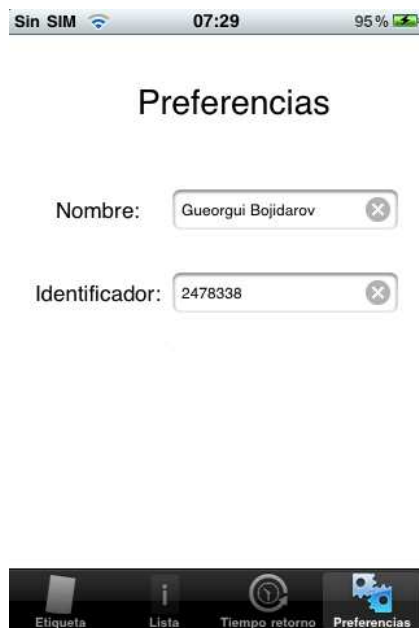 Sin SIM 07:29 95 %
Preferencias
Nombre: Gueorgui Bojidarov
Identificador: 2478338
Etiqueta Lista Tiempo retorno Preferencias